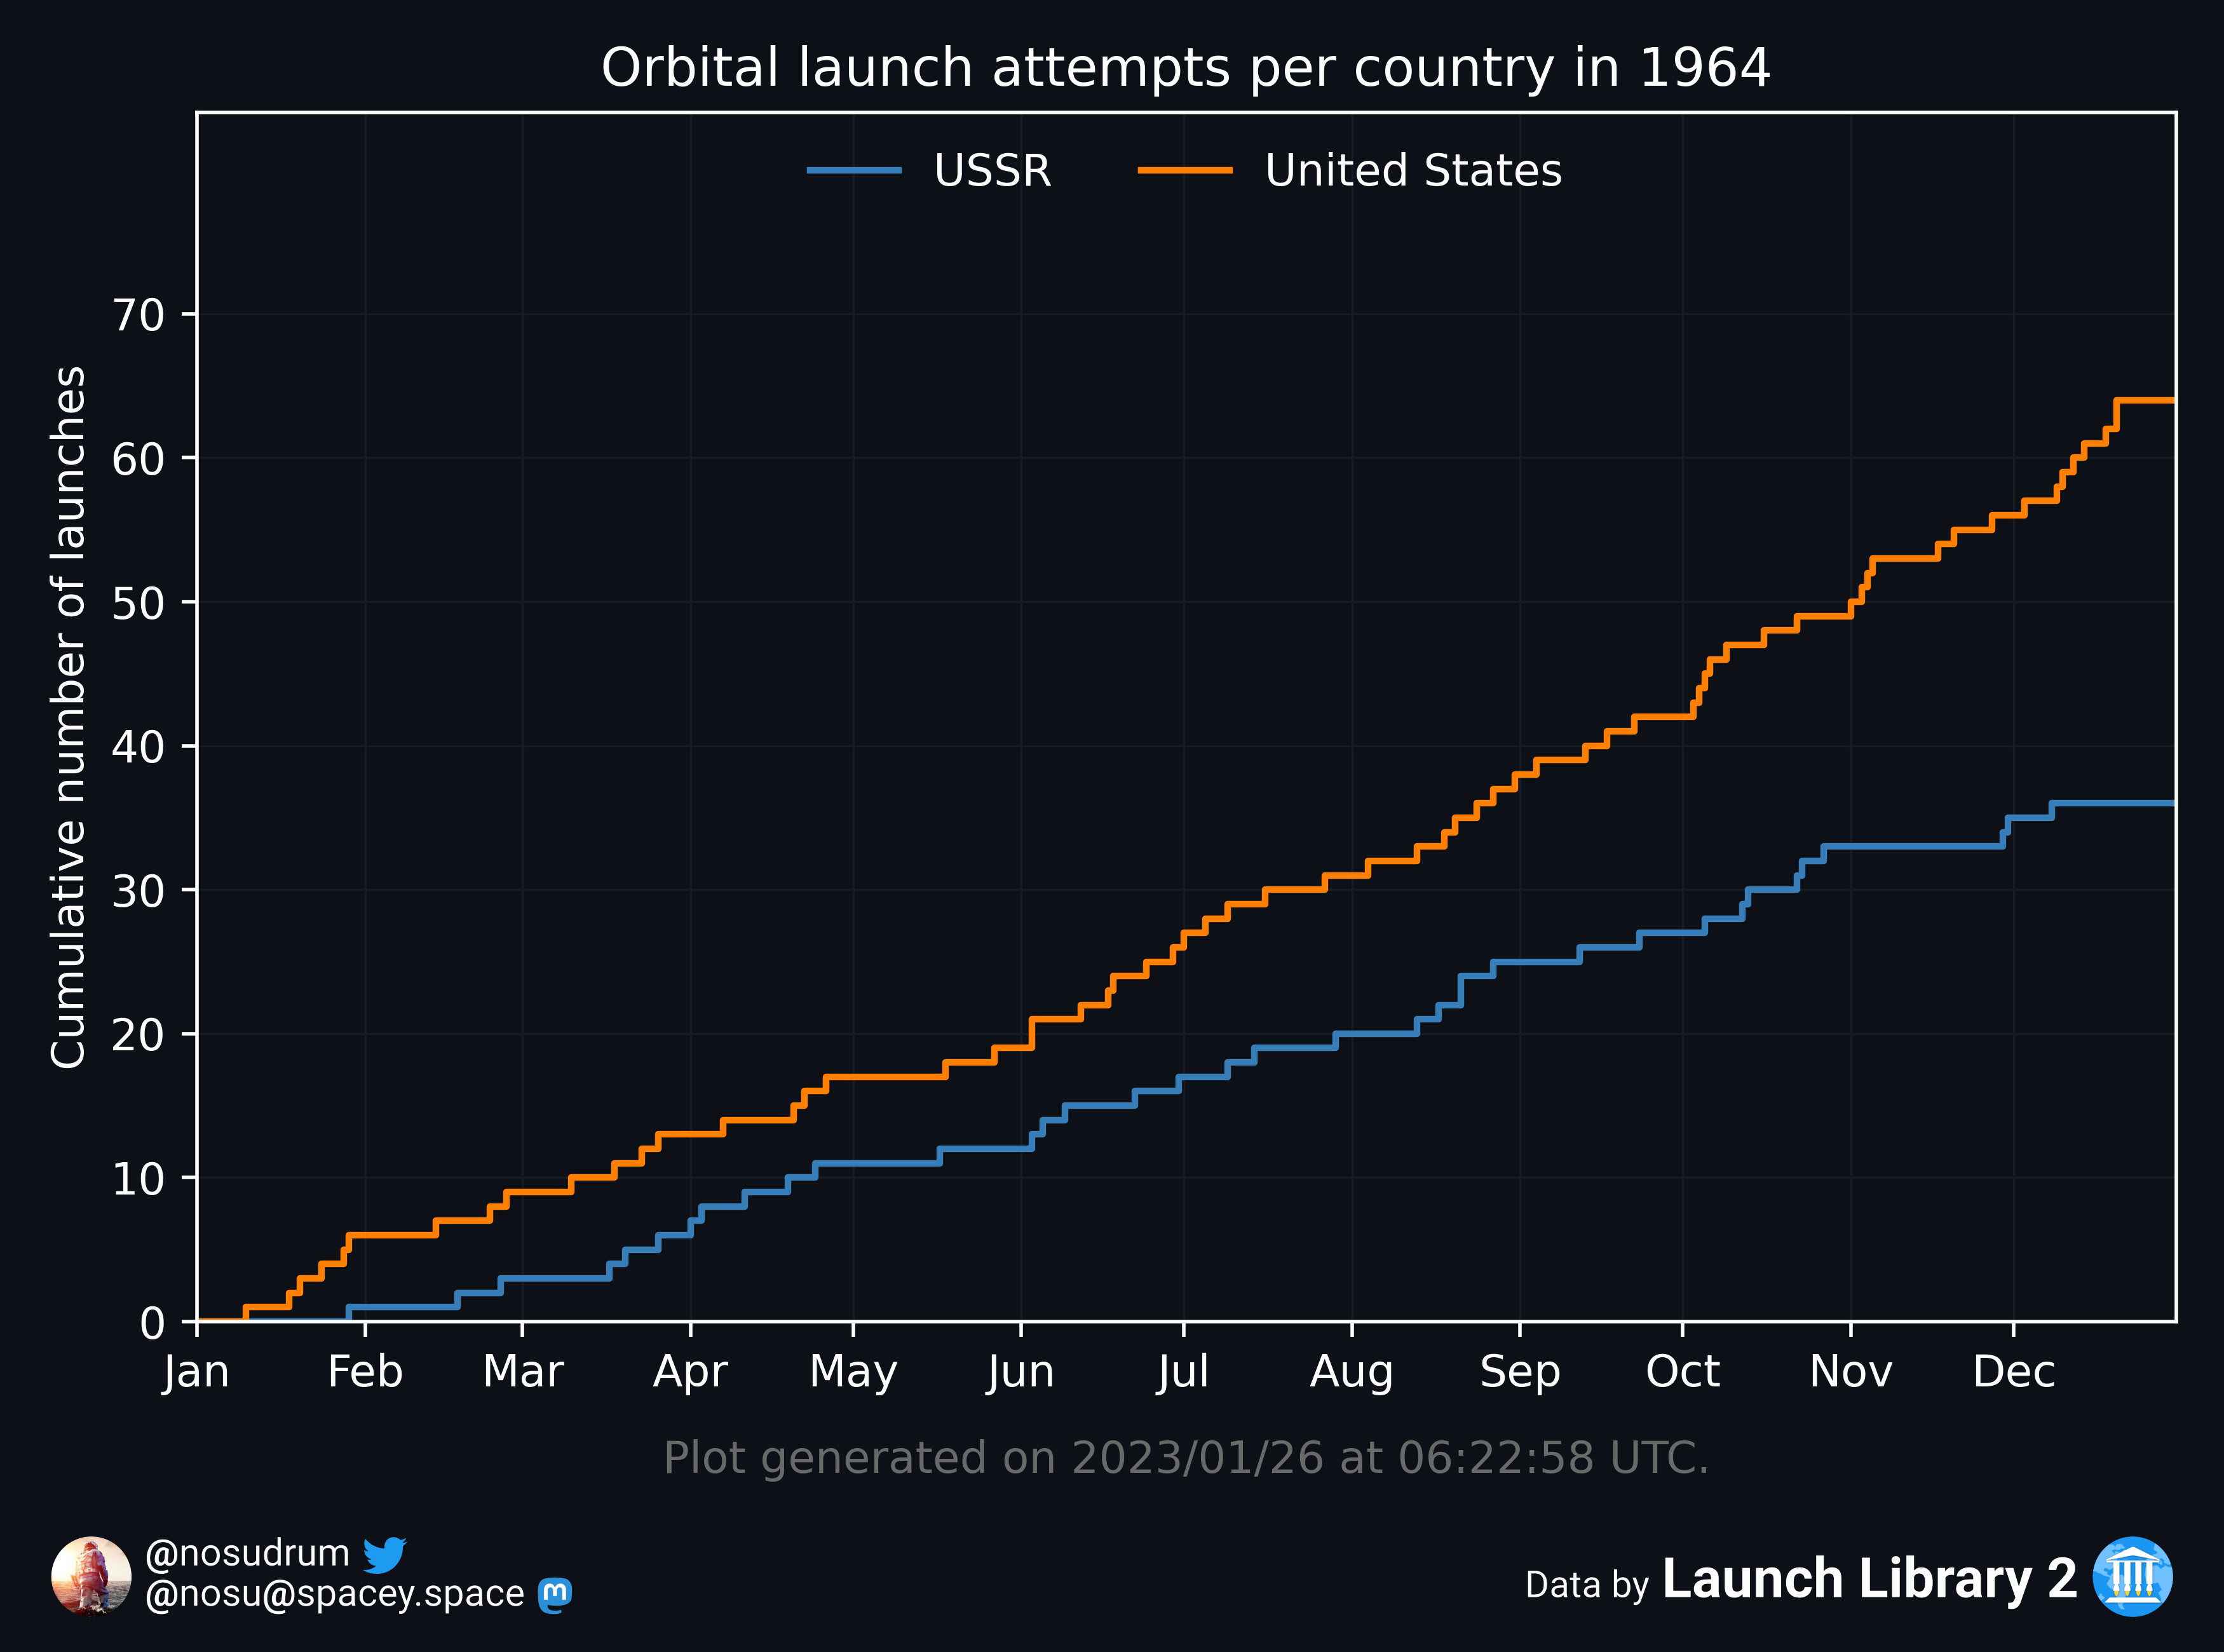 Orbital launch attempts per country in 1964
USSR United States
Cumulative number of launches
70
60
50
40
30
20
10
0
Jan Feb Mar Apr May Jun Jul Aug Sep Oct Nov Dec
Plot generated on 2023/01/26 at 06:22:58 UTC.
@nosudrum
@nosu@spacey.space
Data by Launch Library 2